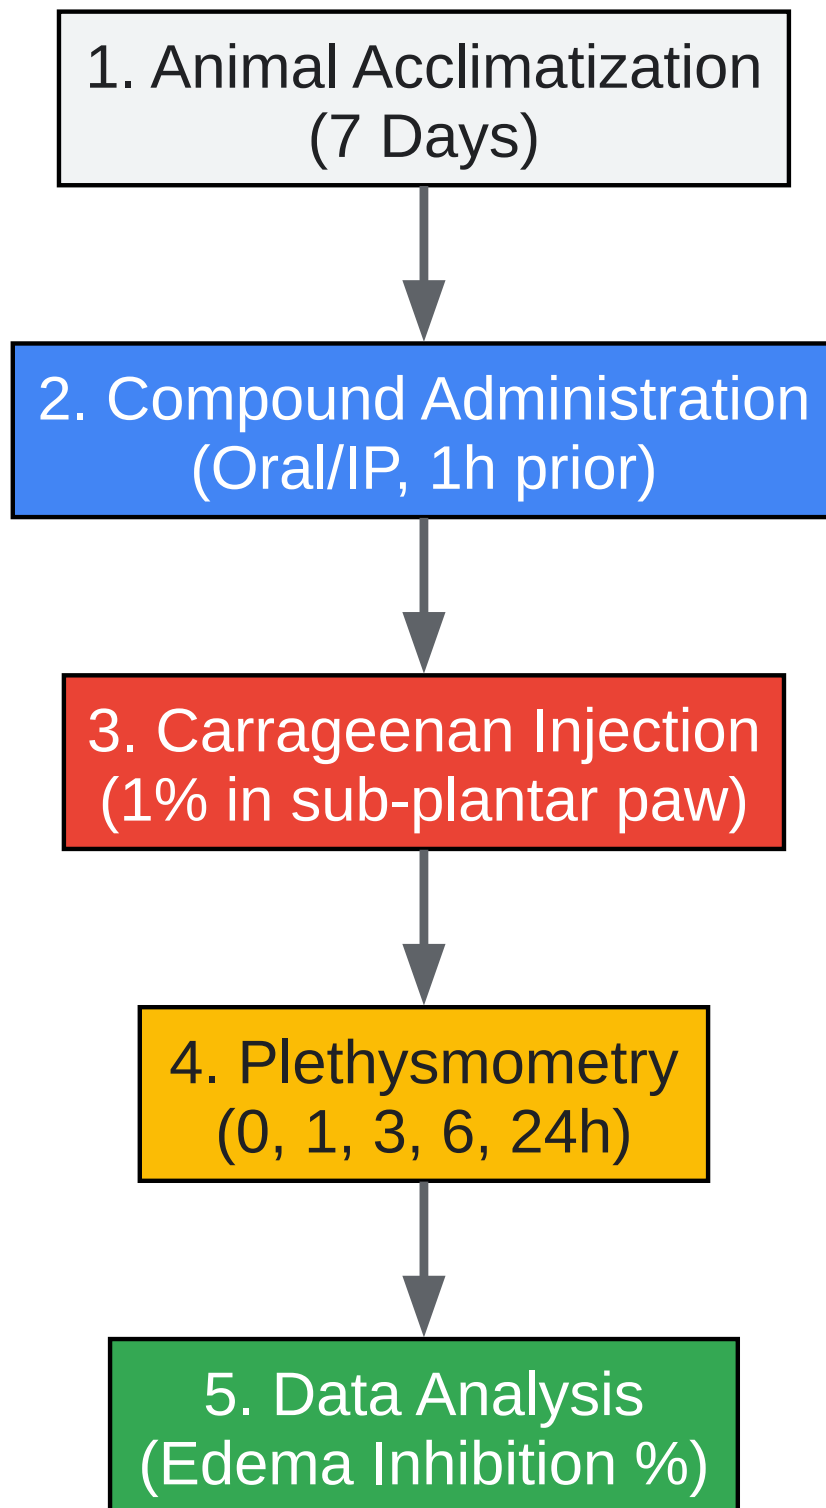 1. Animal Acclimatization
(7 Days)
2. Compound Administration
(Oral/IP, 1h prior)
3. Carrageenan Injection
(1% in sub-plantar paw)
4. Plethysmometry
(0, 1, 3, 6, 24h)
5. Data Analysis
(Edema Inhibition %)